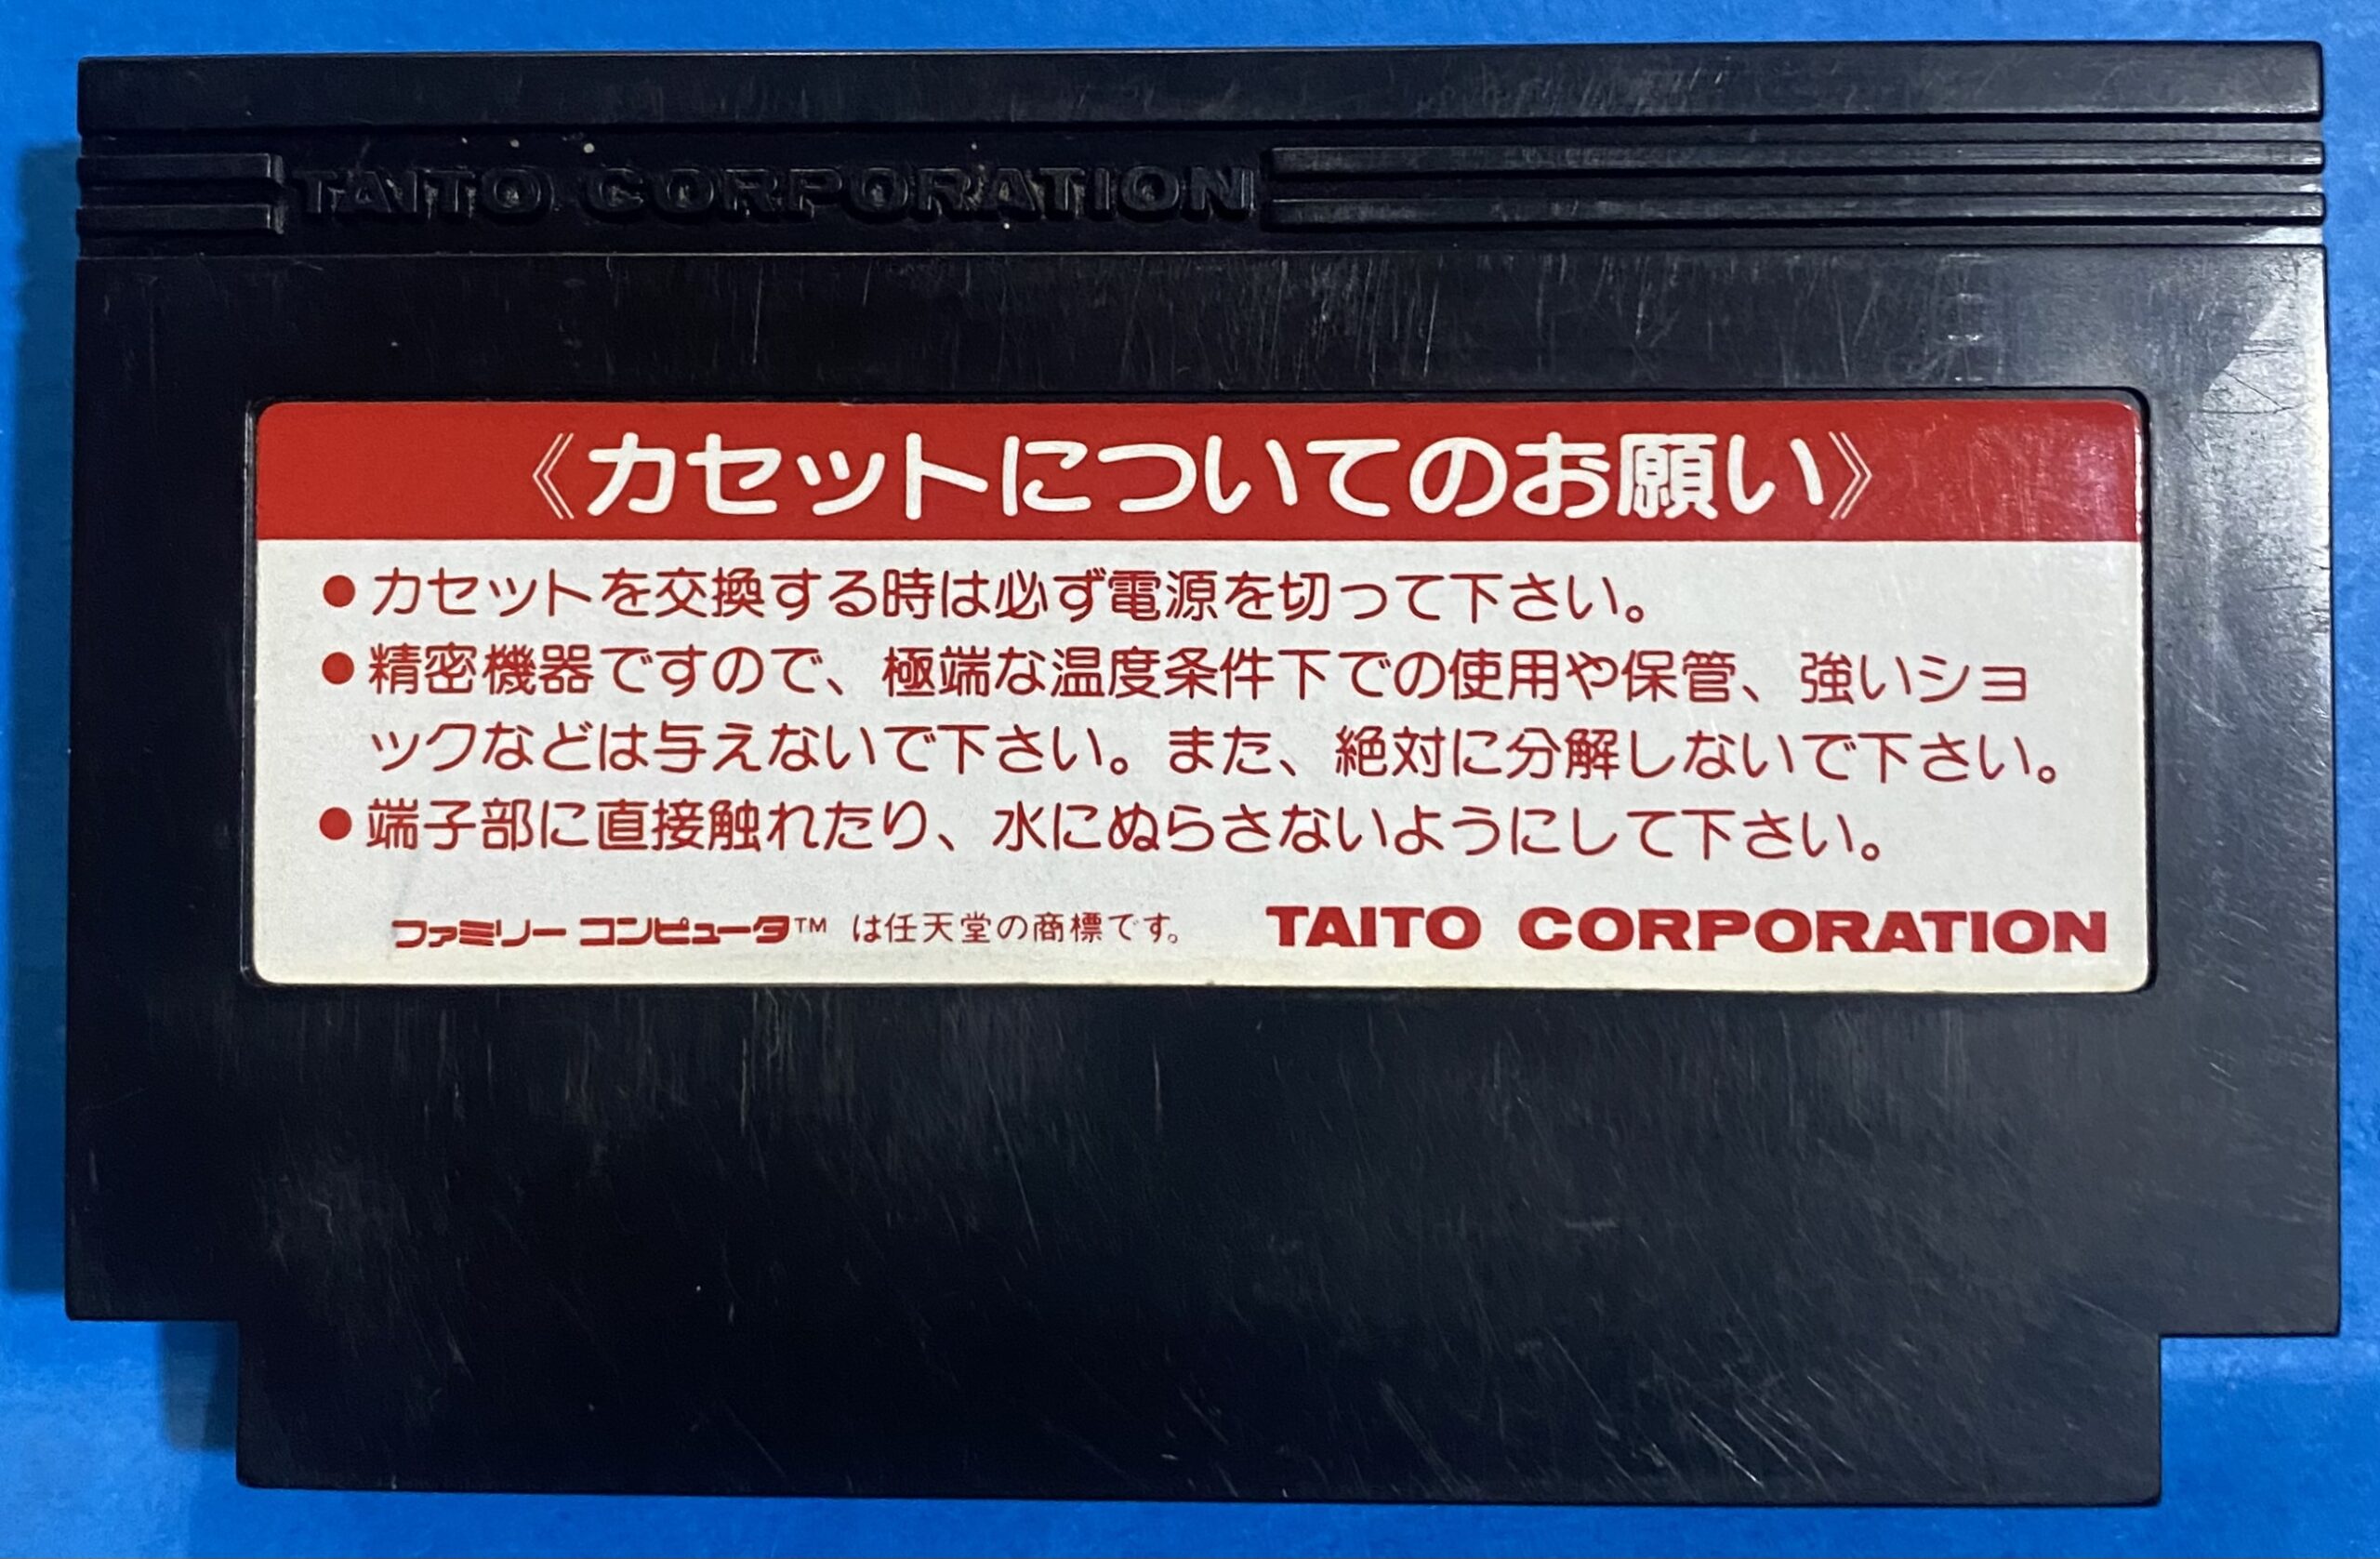 TAITO CORPORATION
《カセットについてのお願い》
●カセットを交換する時は必ず電源を切って下さい。
●精密機器ですので、極端な温度条件下での使用や保管、強いショ
ックなどは与えないで下さい。また、絶対に分解しないで下さい。
●端子部に直接触れたり、水にぬらさないようにして下さい。
ファミリー コンピュータ™ は任天堂の商標です。 TAITO CORPORATION